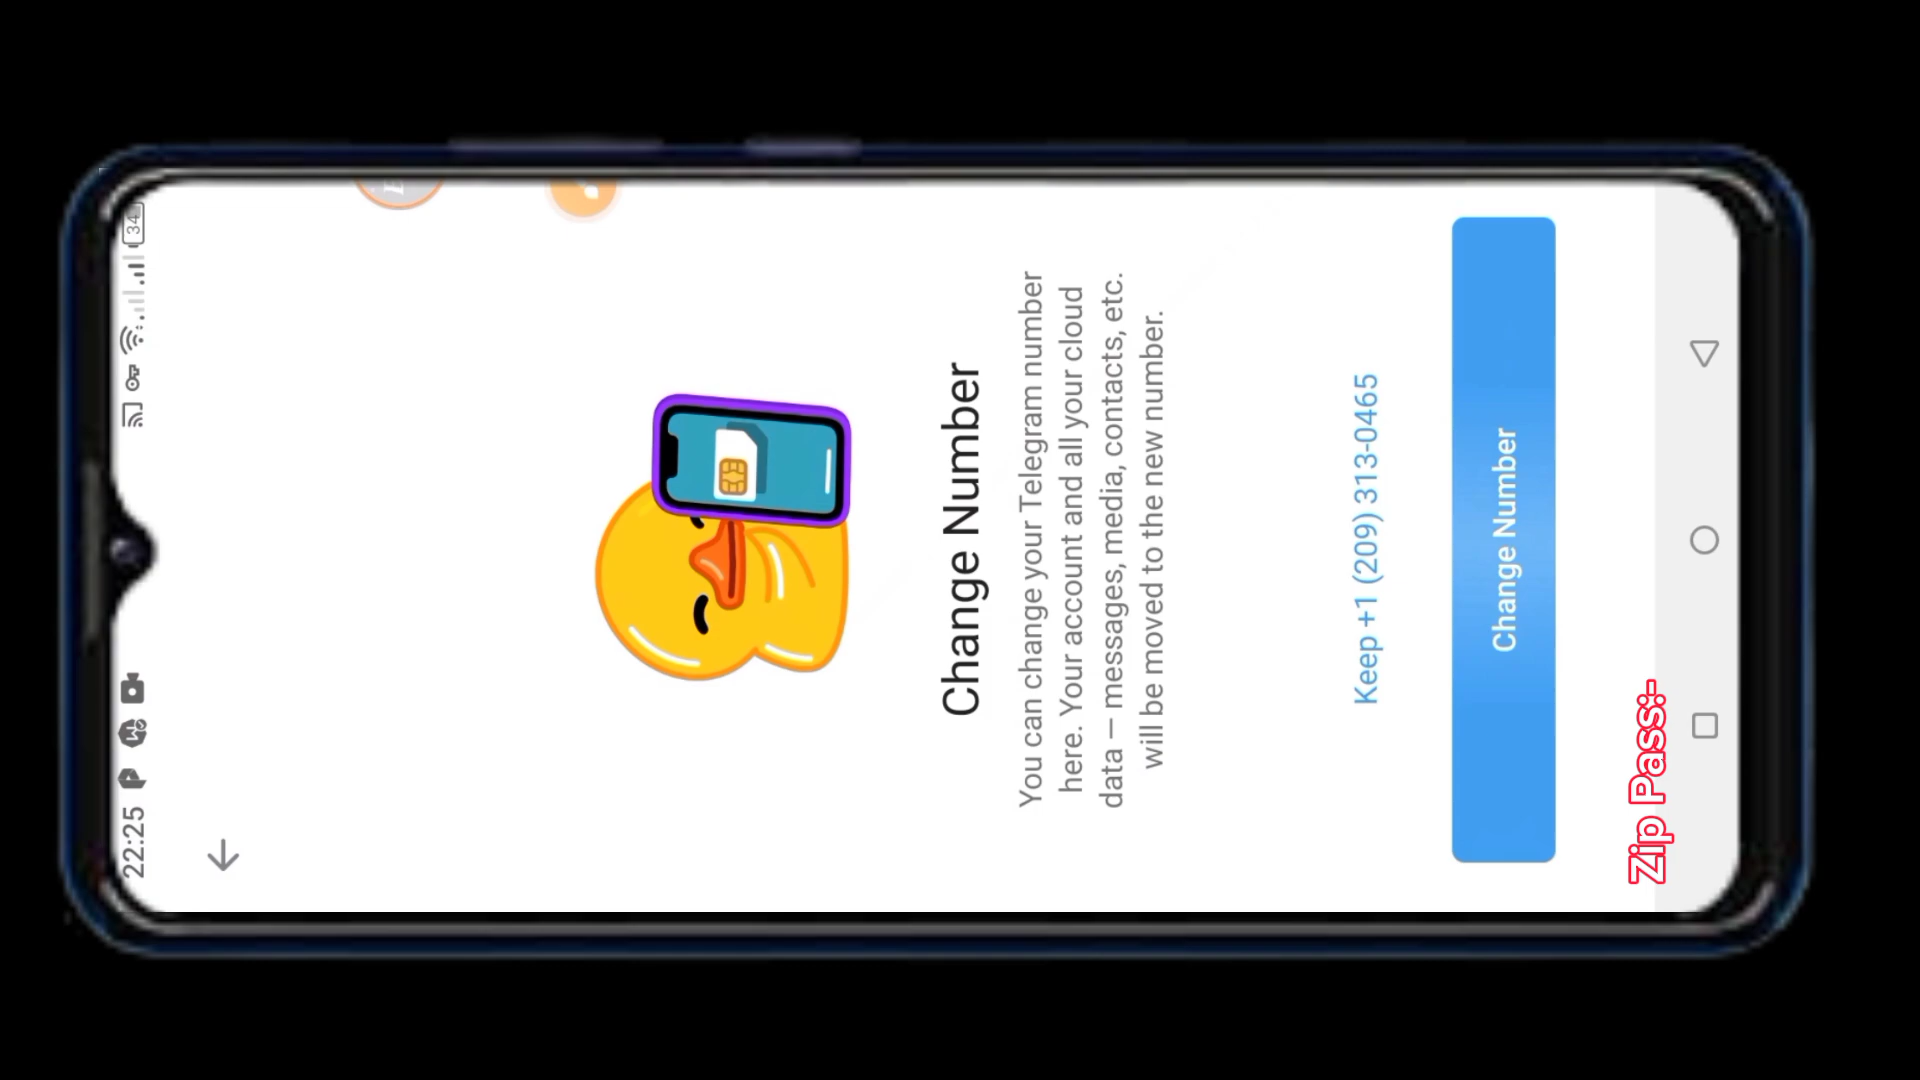 22:25
34
Change Number
You can change your Telegram number
here. Your account and all your cloud
data — messages, media, contacts, etc.
will be moved to the new number.
Keep +1 (209) 313-0465
Change Number
Zip Pass:-